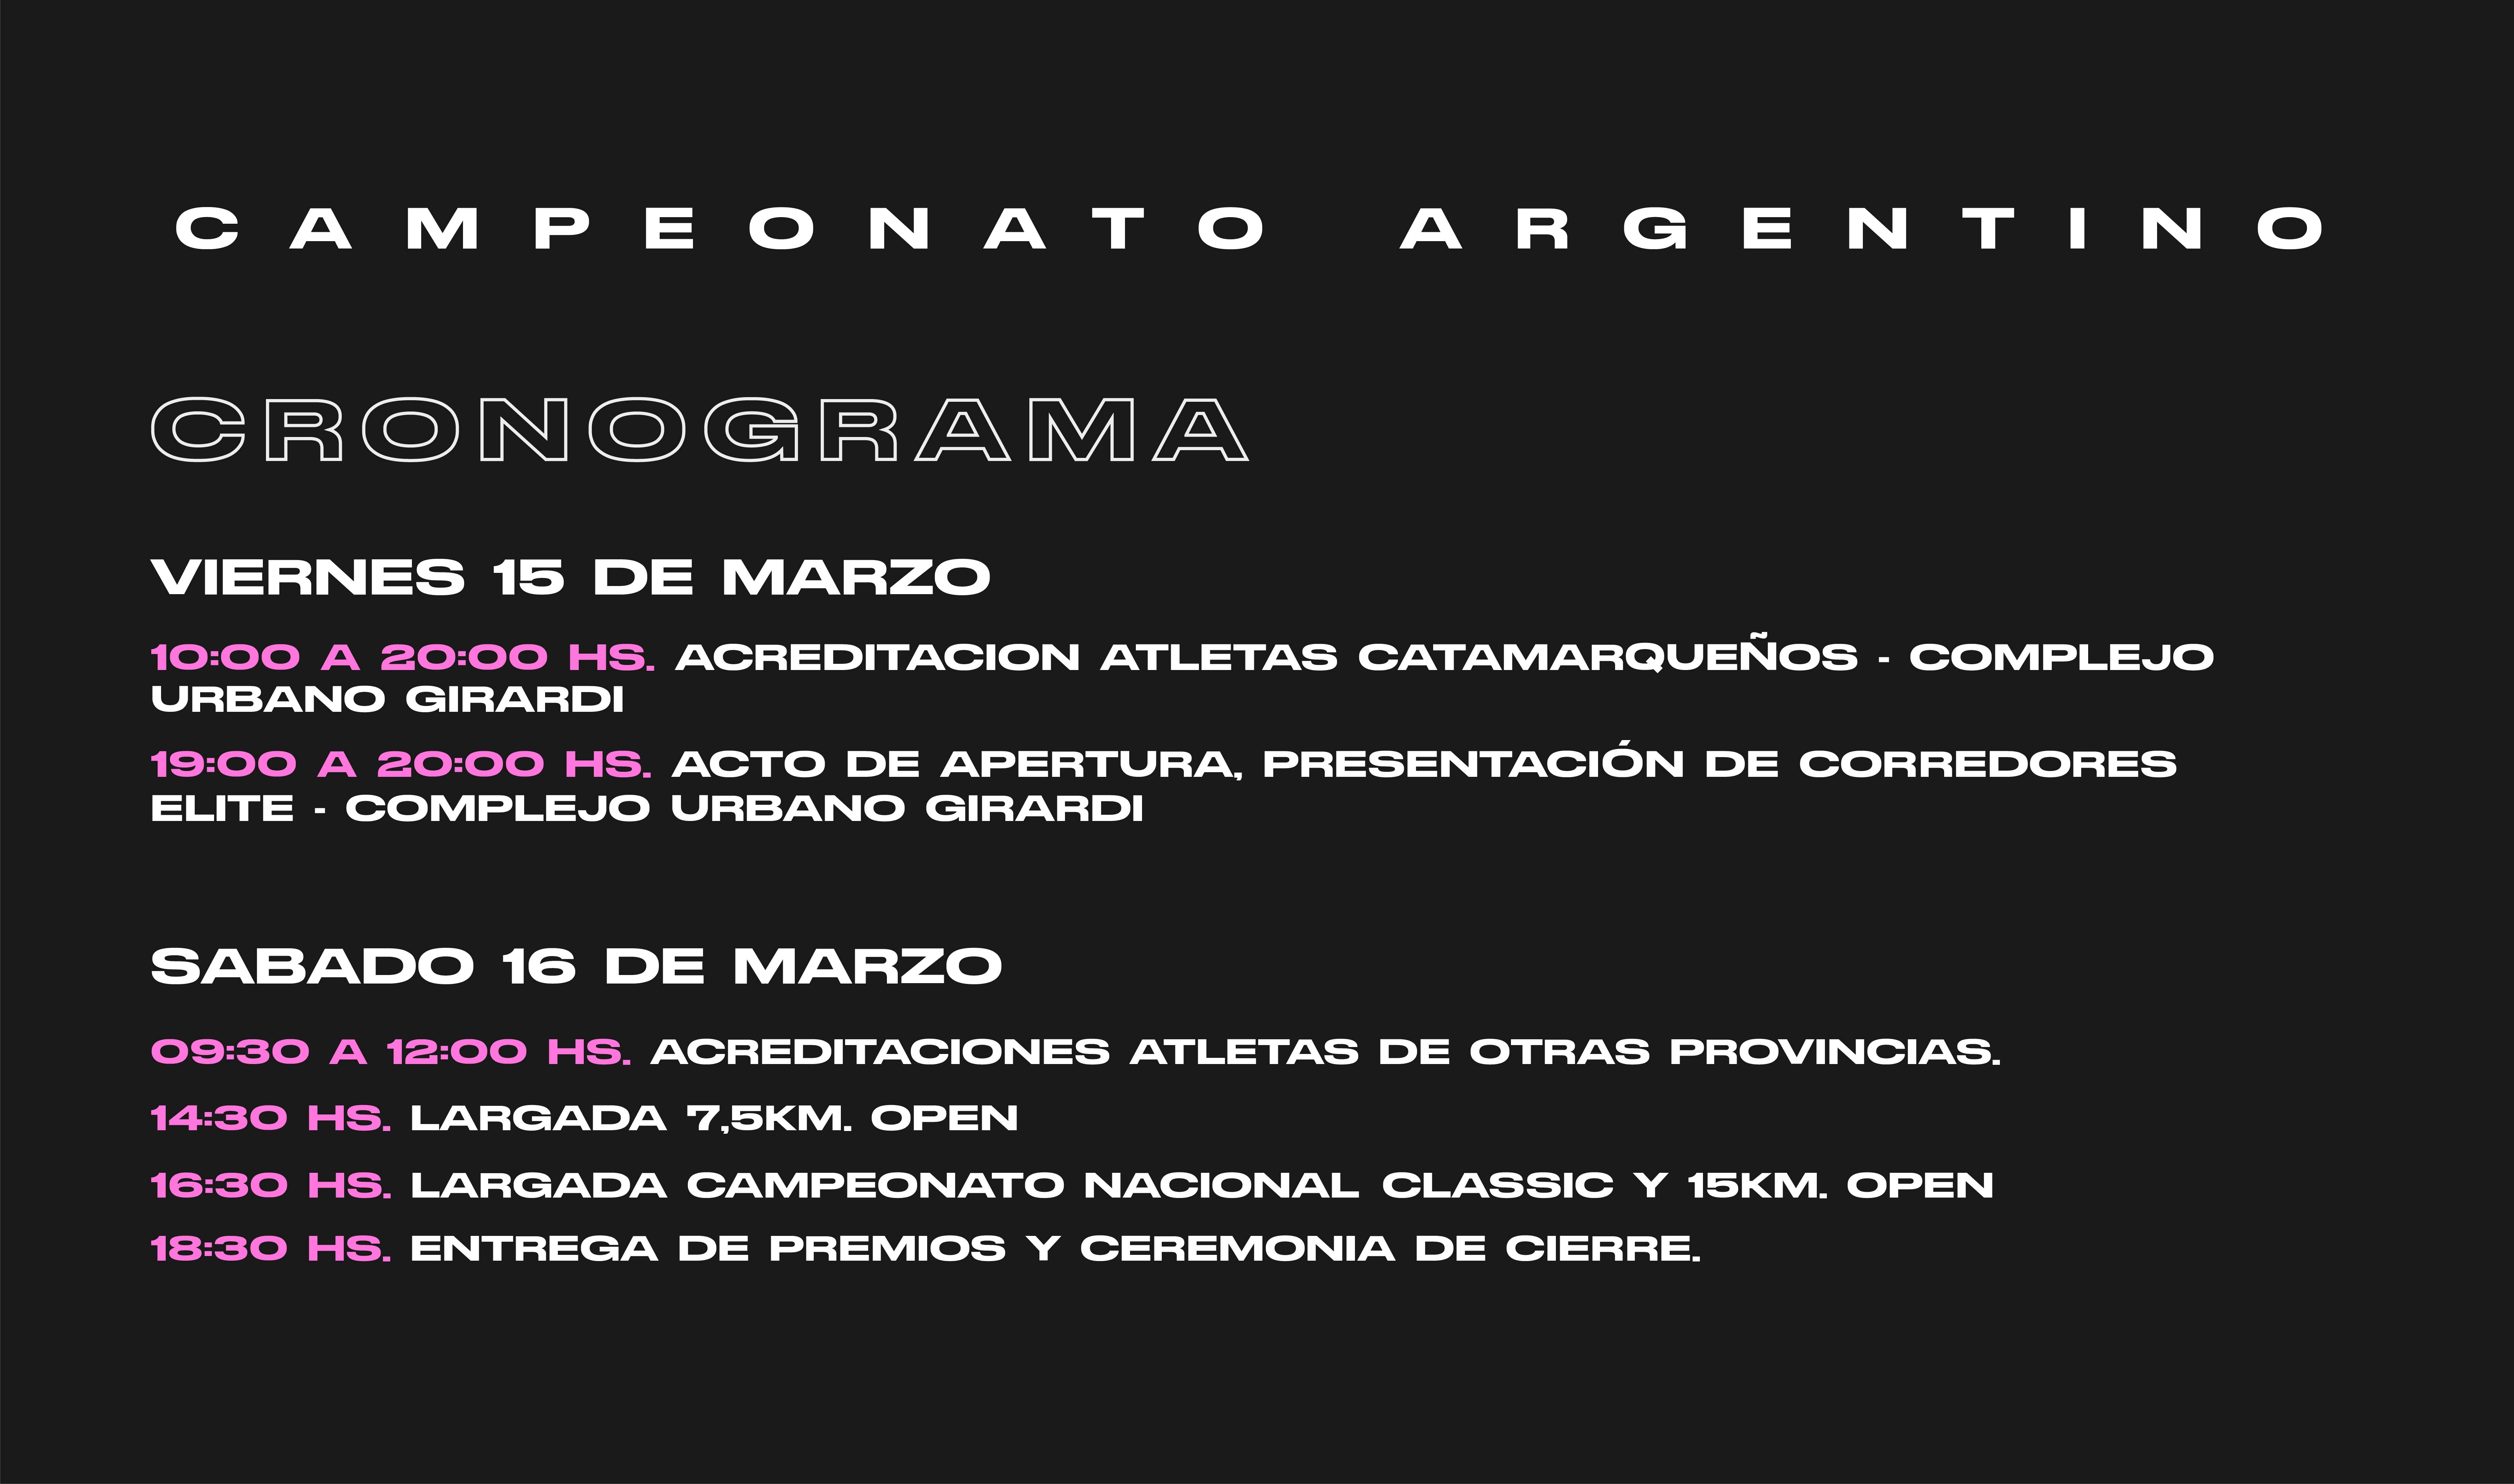 CAMPEONATO ARGENTINO
CRONOGRAMA
VIERNES 15 DE MARZO
10:00 A 20:00 HS. ACREDITACION ATLETAS CATAMARQUEÑOS - COMPLEJO
URBANO GIRARDI
19:00 A 20:00 HS. ACTO DE APERTURA, PRESENTACIÓN DE CORREDORES
ELITE - COMPLEJO URBANO GIRARDI
SABADO 16 DE MARZO
09:30 A 12:00 HS. ACREDITACIONES ATLETAS DE OTRAS PROVINCIAS.
14:30 HS. LARGADA 7,5KM. OPEN
16:30 HS. LARGADA CAMPEONATO NACIONAL CLASSIC Y 15KM. OPEN
18:30 HS. ENTREGA DE PREMIOS Y CEREMONIA DE CIERRE.